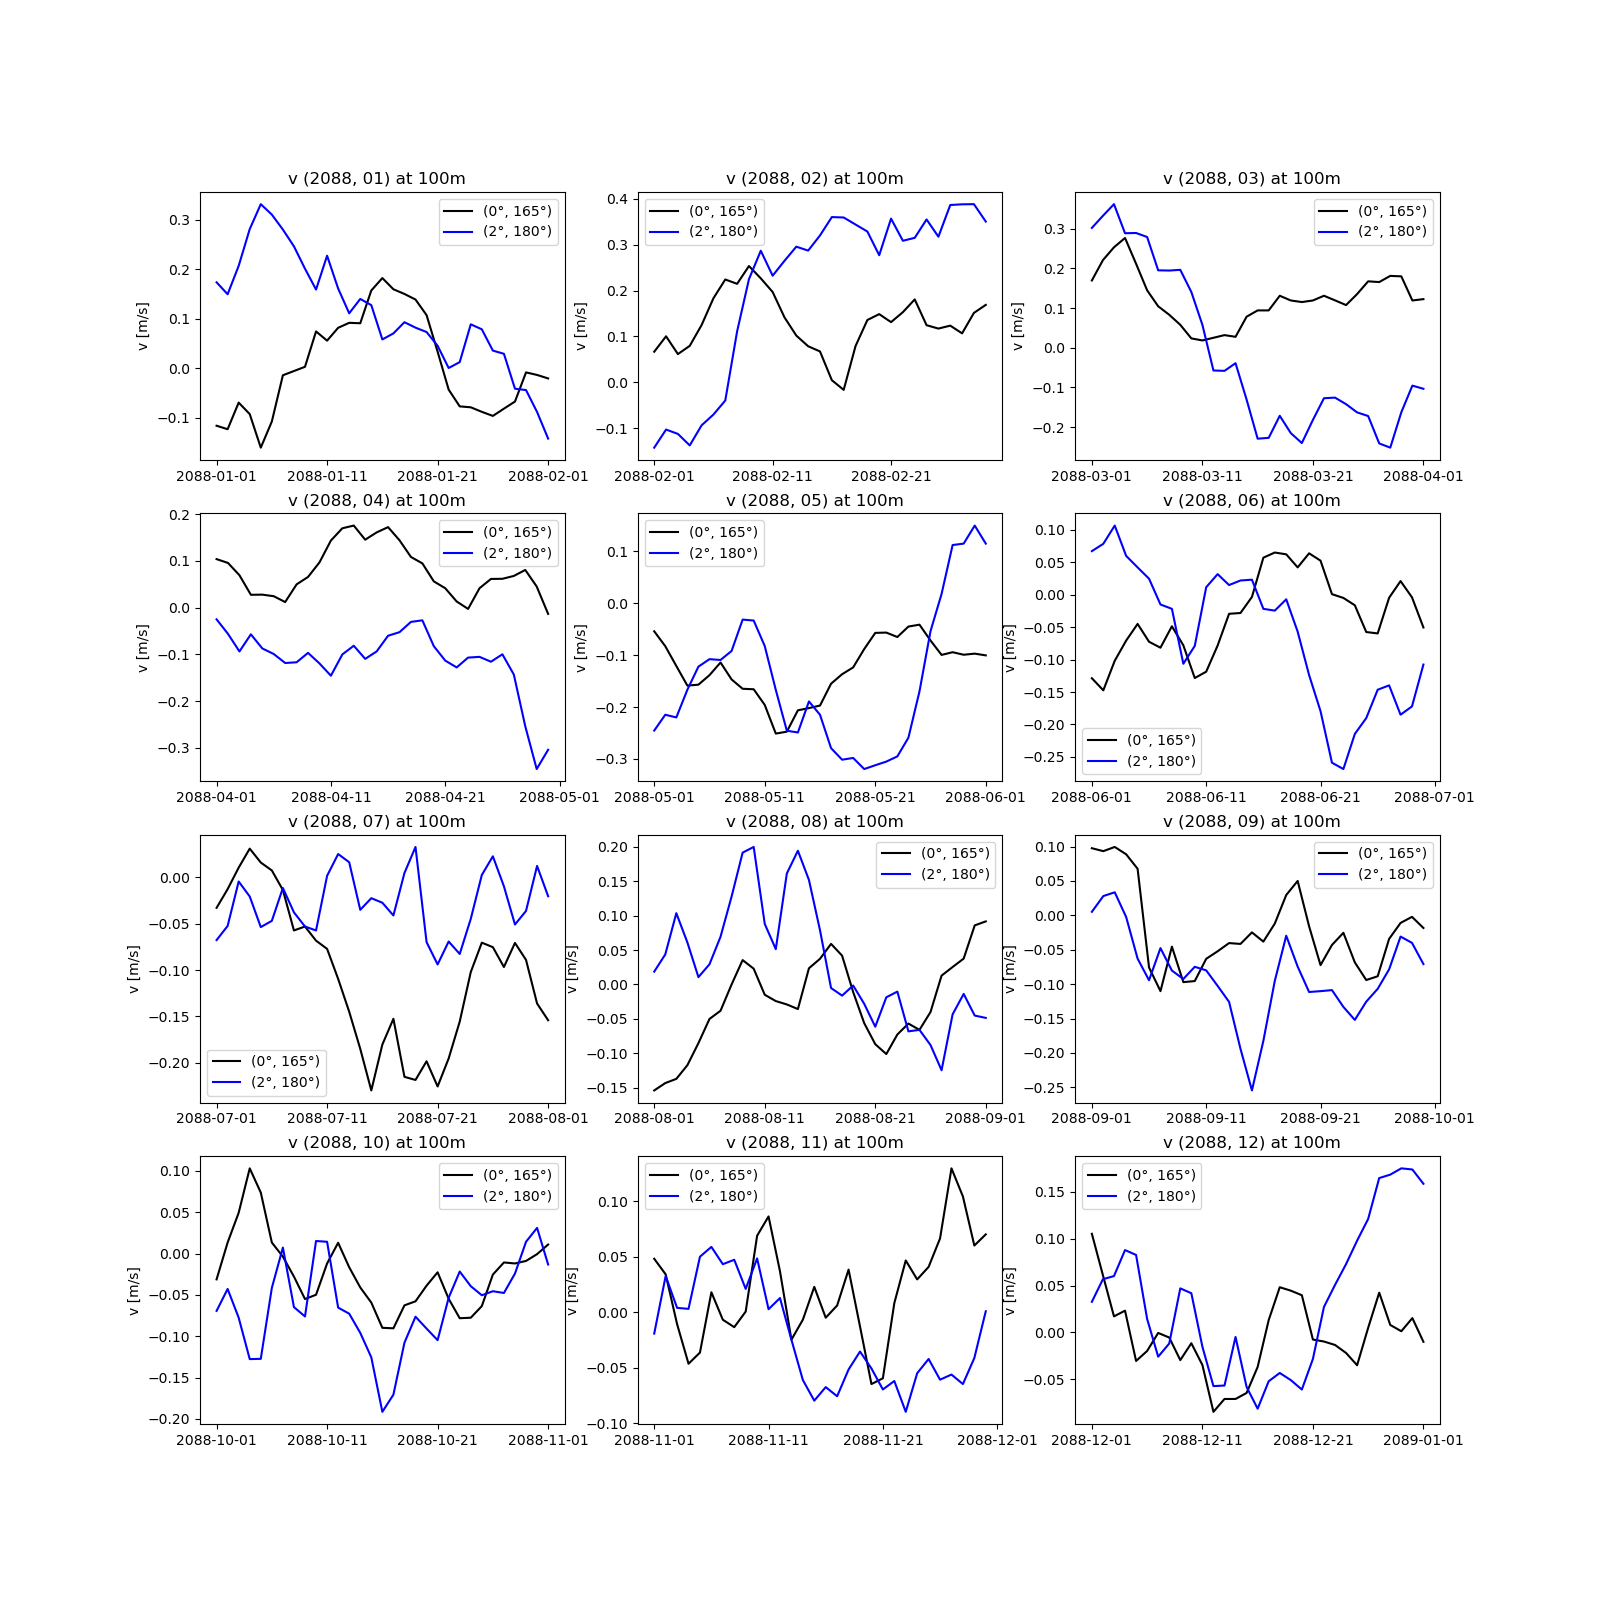 v (2088, 01) at 100m
v [m/s]
0.3
0.2
0.1
0.0
−0.1
(0°, 165°)
(2°, 180°)
2088-01-01 2088-01-11 2088-01-21 2088-02-01
v (2088, 02) at 100m
v [m/s]
0.4
0.3
0.2
0.1
0.0
−0.1
(0°, 165°)
(2°, 180°)
2088-02-01 2088-02-11 2088-02-21
v (2088, 03) at 100m
v [m/s]
0.3
0.2
0.1
0.0
−0.1
−0.2
(0°, 165°)
(2°, 180°)
2088-03-01 2088-03-11 2088-03-21 2088-04-01
v (2088, 04) at 100m
v [m/s]
0.2
0.1
0.0
−0.1
−0.2
−0.3
(0°, 165°)
(2°, 180°)
2088-04-01 2088-04-11 2088-04-21 2088-05-01
v (2088, 05) at 100m
v [m/s]
0.1
0.0
−0.1
−0.2
−0.3
(0°, 165°)
(2°, 180°)
2088-05-01 2088-05-11 2088-05-21 2088-06-01
v (2088, 06) at 100m
v [m/s]
0.10
0.05
0.00
−0.05
−0.10
−0.15
−0.20
−0.25
(0°, 165°)
(2°, 180°)
2088-06-01 2088-06-11 2088-06-21 2088-07-01
v (2088, 07) at 100m
v [m/s]
0.00
−0.05
−0.10
−0.15
−0.20
(0°, 165°)
(2°, 180°)
2088-07-01 2088-07-11 2088-07-21 2088-08-01
v (2088, 08) at 100m
v [m/s]
0.20
0.15
0.10
0.05
0.00
−0.05
−0.10
−0.15
(0°, 165°)
(2°, 180°)
2088-08-01 2088-08-11 2088-08-21 2088-09-01
v (2088, 09) at 100m
v [m/s]
0.10
0.05
0.00
−0.05
−0.10
−0.15
−0.20
−0.25
(0°, 165°)
(2°, 180°)
2088-09-01 2088-09-11 2088-09-21 2088-10-01
v (2088, 10) at 100m
v [m/s]
0.10
0.05
0.00
−0.05
−0.10
−0.15
−0.20
(0°, 165°)
(2°, 180°)
2088-10-01 2088-10-11 2088-10-21 2088-11-01
v (2088, 11) at 100m
v [m/s]
0.10
0.05
0.00
−0.05
−0.10
(0°, 165°)
(2°, 180°)
2088-11-01 2088-11-11 2088-11-21 2088-12-01
v (2088, 12) at 100m
v [m/s]
0.15
0.10
0.05
0.00
−0.05
(0°, 165°)
(2°, 180°)
2088-12-01 2088-12-11 2088-12-21 2089-01-01